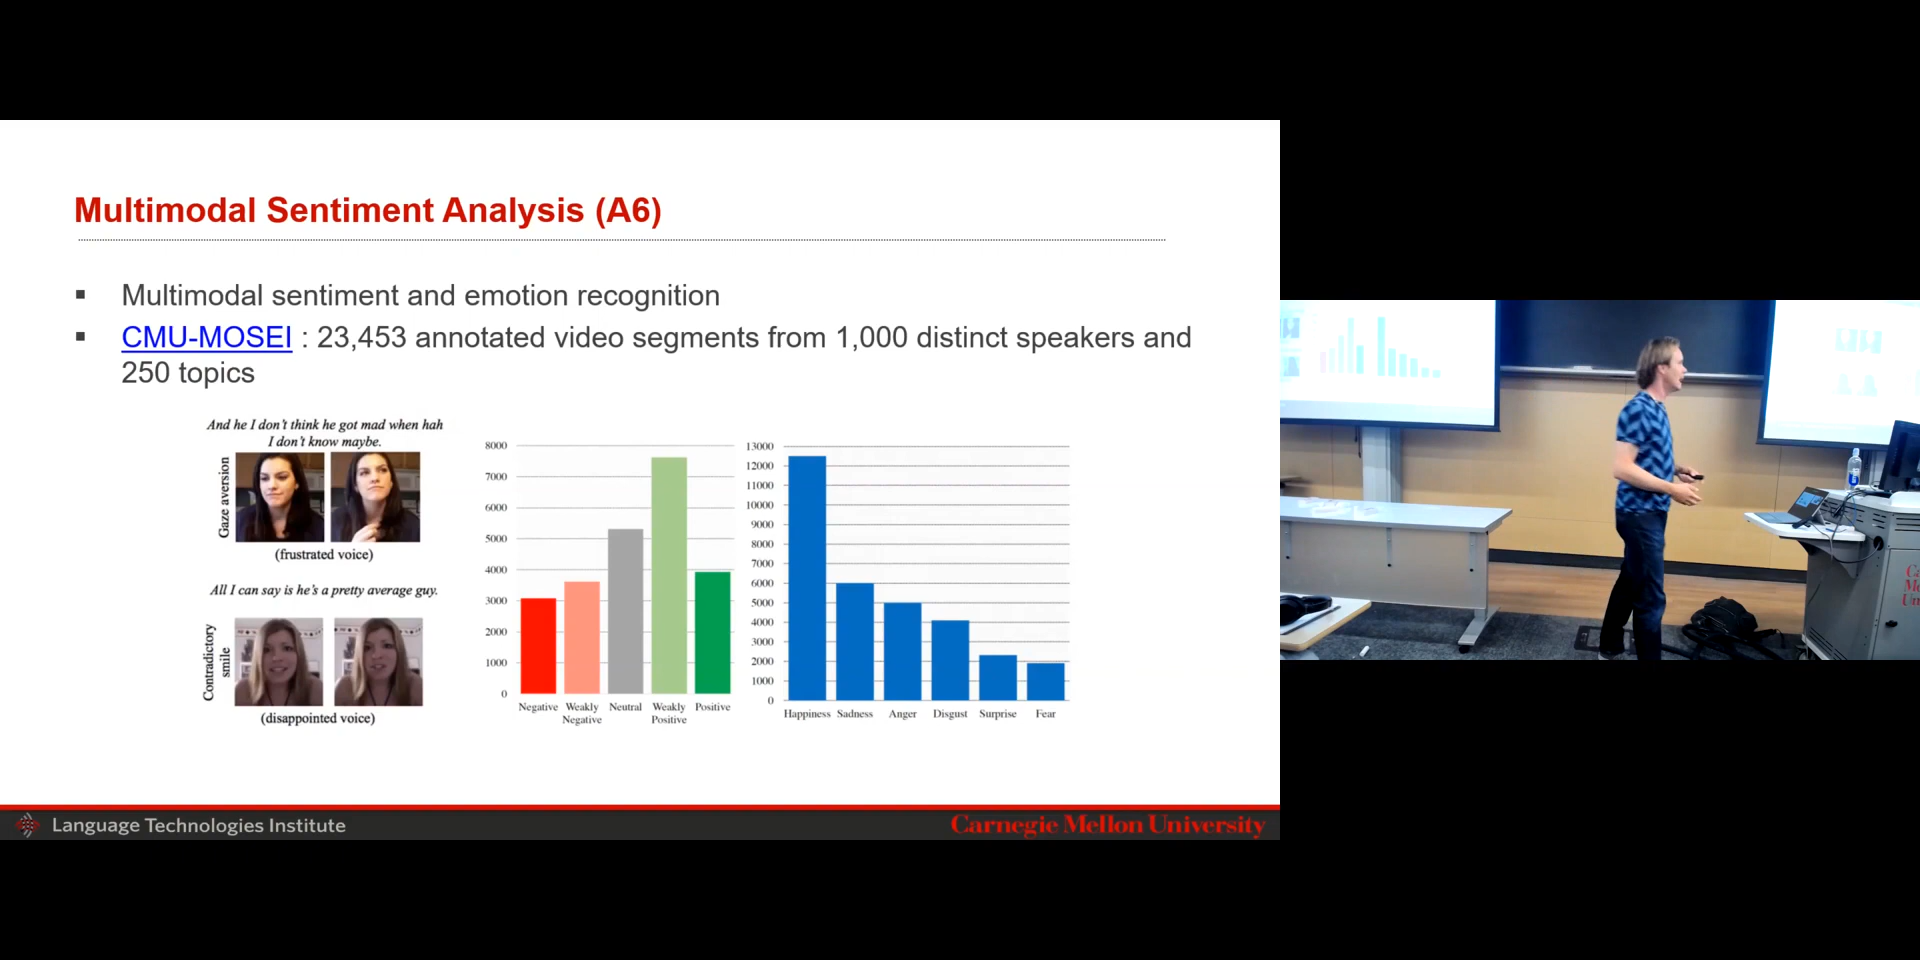 Multimodal Sentiment Analysis (A6)
Multimodal sentiment and emotion recognition
CMU-MOSEI : 23,453 annotated video segments from 1,000 distinct speakers and
250 topics
And he I don't think he got mad when hah
I don't know maybe.
Gaze aversion
(frustrated voice)
All I can say is he's a pretty average guy.
Contradictory
smile
(disappointed voice)
8000
7000
6000
5000
4000
3000
2000
1000
0
Negative
Weakly
Negative
Neutral
Weakly
Positive
Positive
13000
12000
11000
10000
9000
8000
7000
6000
5000
4000
3000
2000
1000
0
Happiness
Sadness
Anger
Disgust
Surprise
Fear
Language Technologies Institute
Carnegie Mellon University